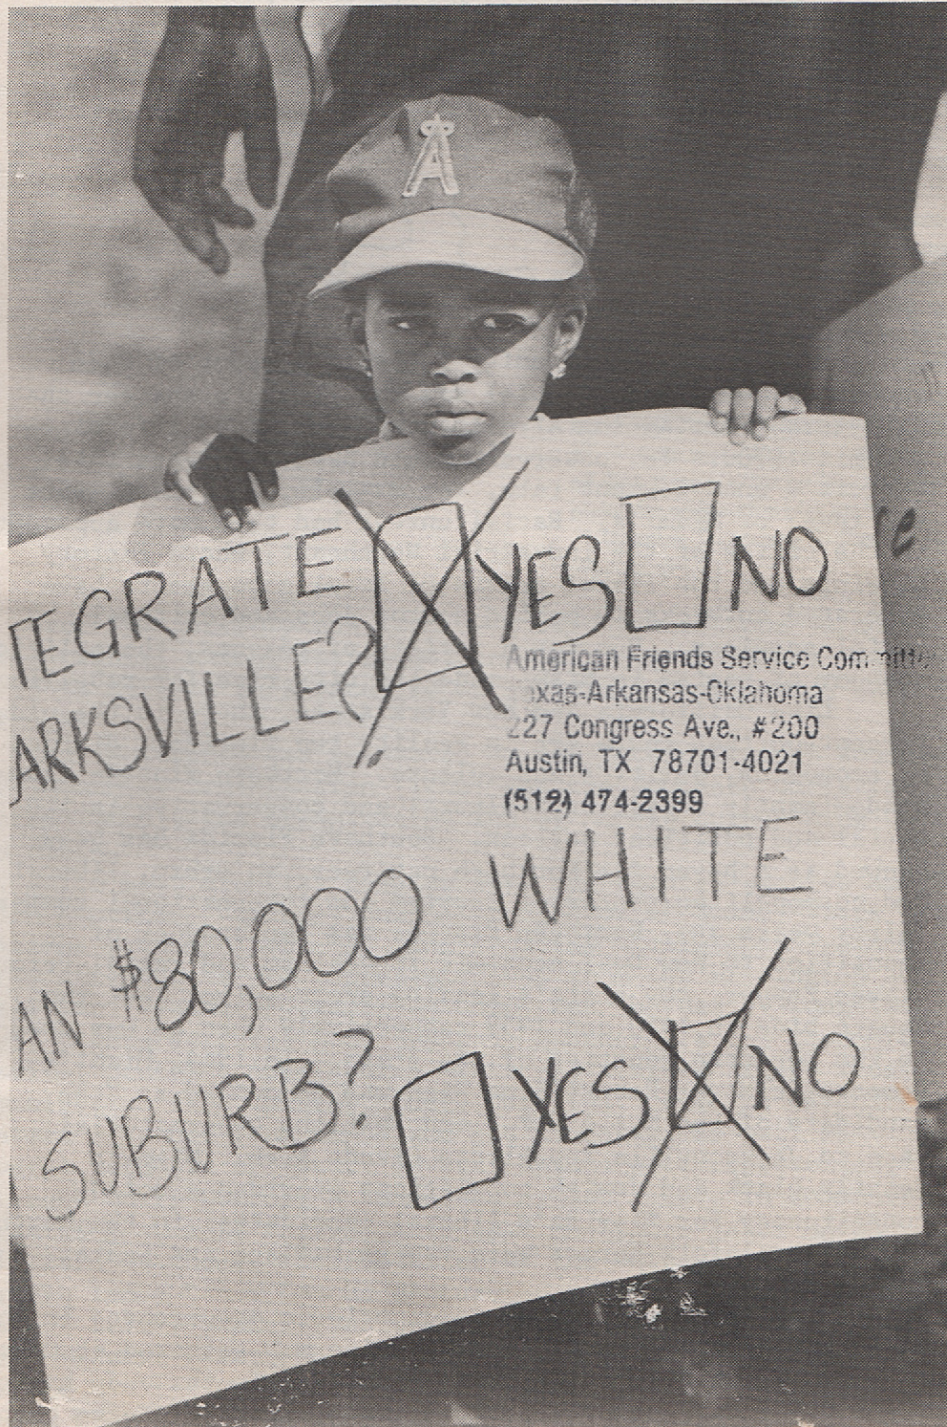 A
TEGRATE YES NO
ARKSVILLE?
American Friends Service Committe
Texas-Arkansas-Oklahoma
227 Congress Ave., #200
Austin, TX 78701-4021
(512) 474-2399
AN $80,000 WHITE
SUBURB? YES NO